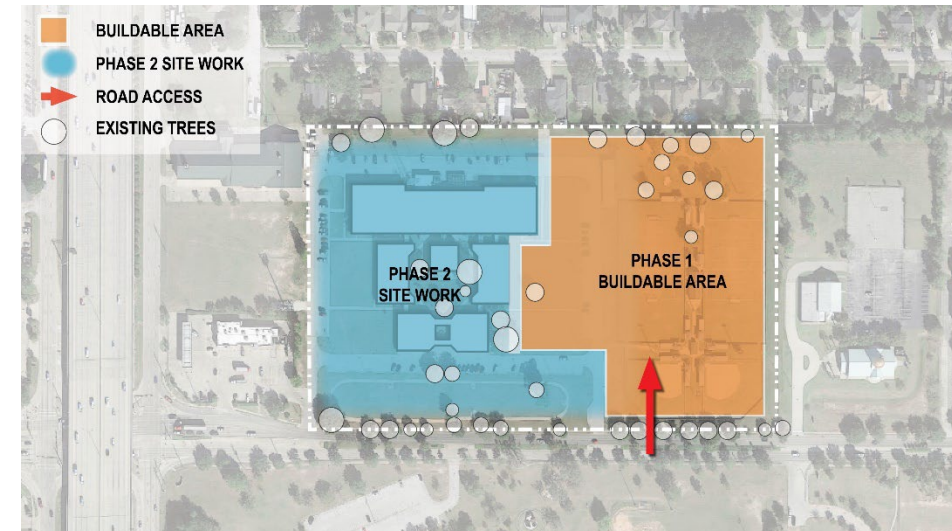 BUILDABLE AREA
PHASE 2 SITE WORK
ROAD ACCESS
EXISTING TREES
PHASE 2
SITE WORK
PHASE 1
BUILDABLE AREA